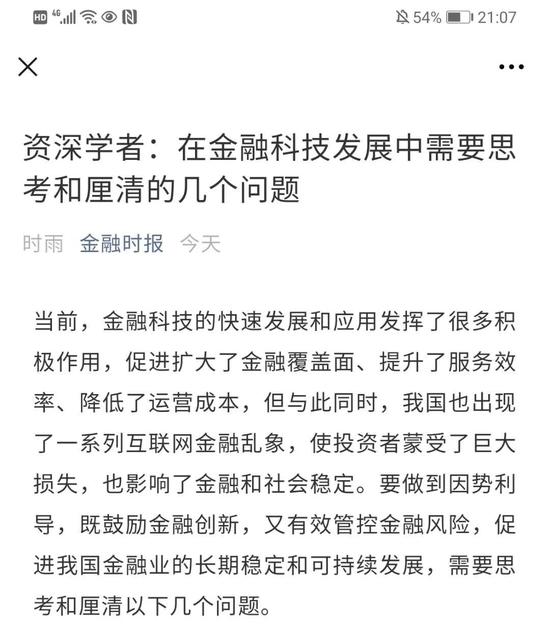 HD 4G 54% 21:07
资深学者：在金融科技发展中需要思
考和厘清的几个问题
时雨 金融时报 今天
当前，金融科技的快速发展和应用发挥了很多积
极作用，促进扩大了金融覆盖面、提升了服务效
率、降低了运营成本，但与此同时，我国也出现
了一系列互联网金融乱象，使投资者蒙受了巨大
损失，也影响了金融和社会稳定。要做到因势利
导，既鼓励金融创新，又有效管控金融风险，促
进我国金融业的长期稳定和可持续发展，需要思
考和厘清以下几个问题。